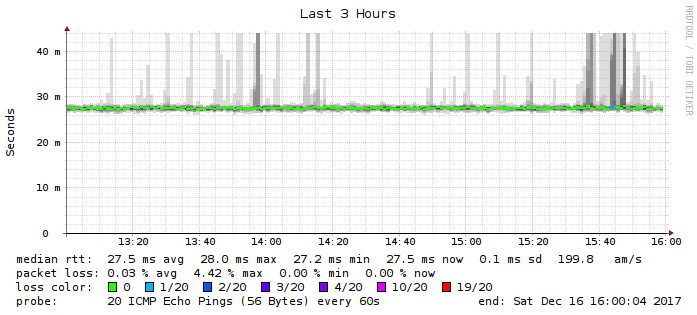 Last 3 Hours
RRDTOOL / TOBI OETIKER
Seconds
40 m
30 m
20 m
10 m
0
13:20 13:40 14:00 14:20 14:40 15:00 15:20 15:40 16:00
median rtt: 27.5 ms avg 28.0 ms max 27.2 ms min 27.5 ms now 0.1 ms sd 199.8 am/s
packet loss: 0.03 % avg 4.42 % max 0.00 % min 0.00 % now
loss color: 0 1/20 2/20 3/20 4/20 10/20 19/20
probe: 20 ICMP Echo Pings (56 Bytes) every 60s end: Sat Dec 16 16:00:04 2017